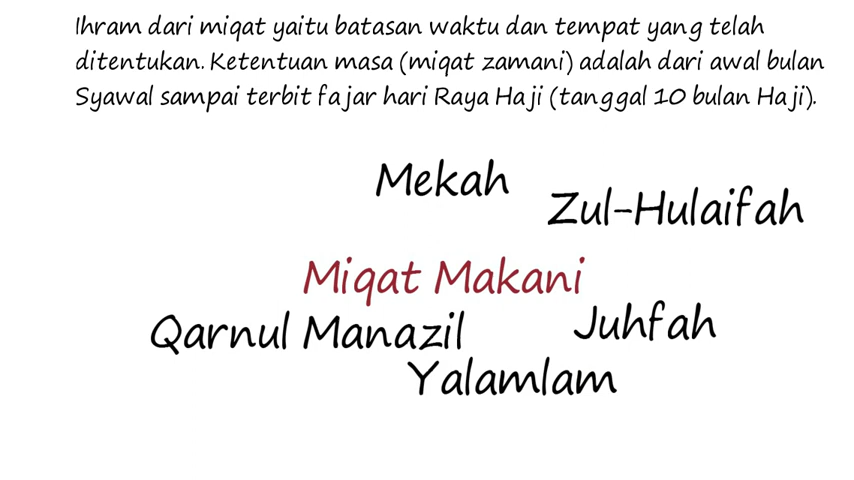 Ihram dari miqat yaitu batasan waktu dan tempat yang telah
ditentukan. Ketentuan masa (miqat zamani) adalah dari awal bulan
Syawal sampai terbit fajar hari Raya Haji (tanggal 10 bulan Haji).
Mekah
Zul-Hulaifah
Miqat Makani
Qarnul Manazil
Juhfah
Yalamlam